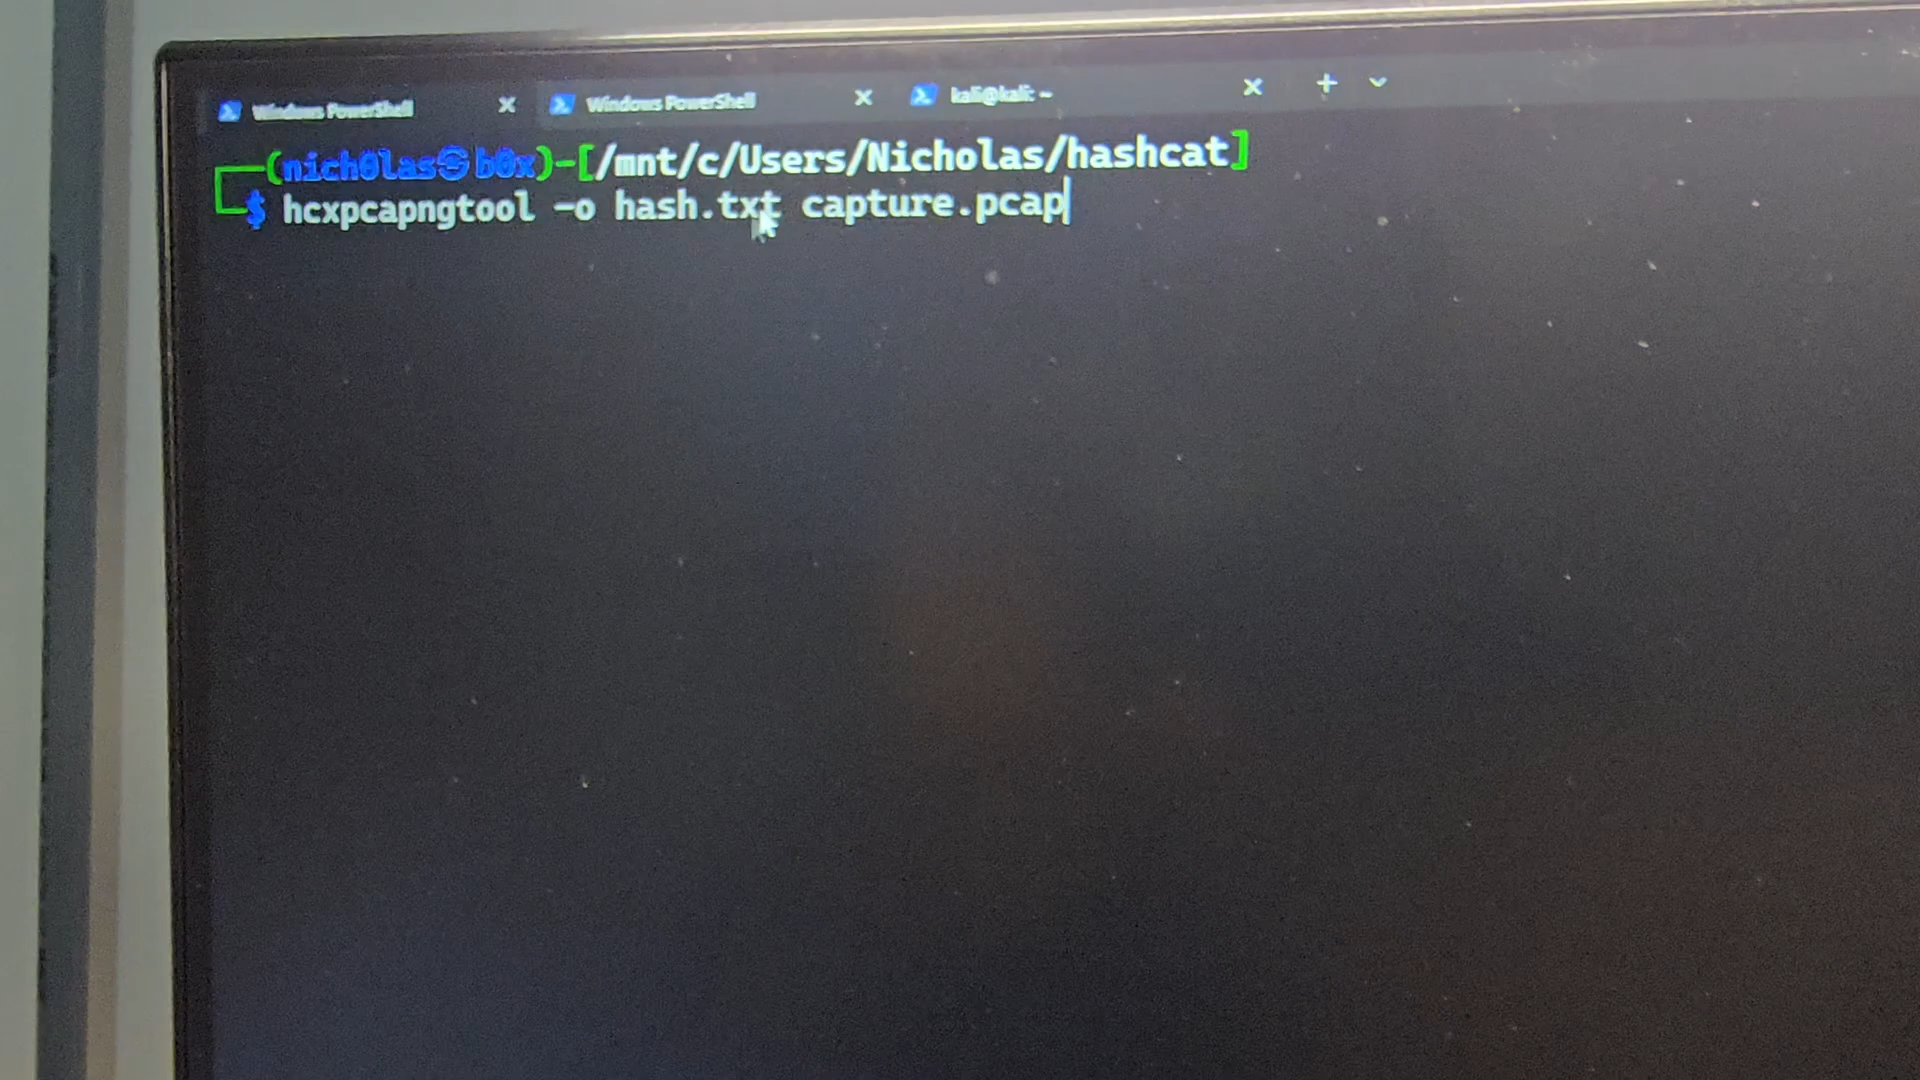 Windows PowerShell
Windows PowerShell
kali@kali: ~
(nich0las㉿b0x)-[/mnt/c/Users/Nicholas/hashcat]
$ hcxpcapngtool -o hash.txt capture.pcap